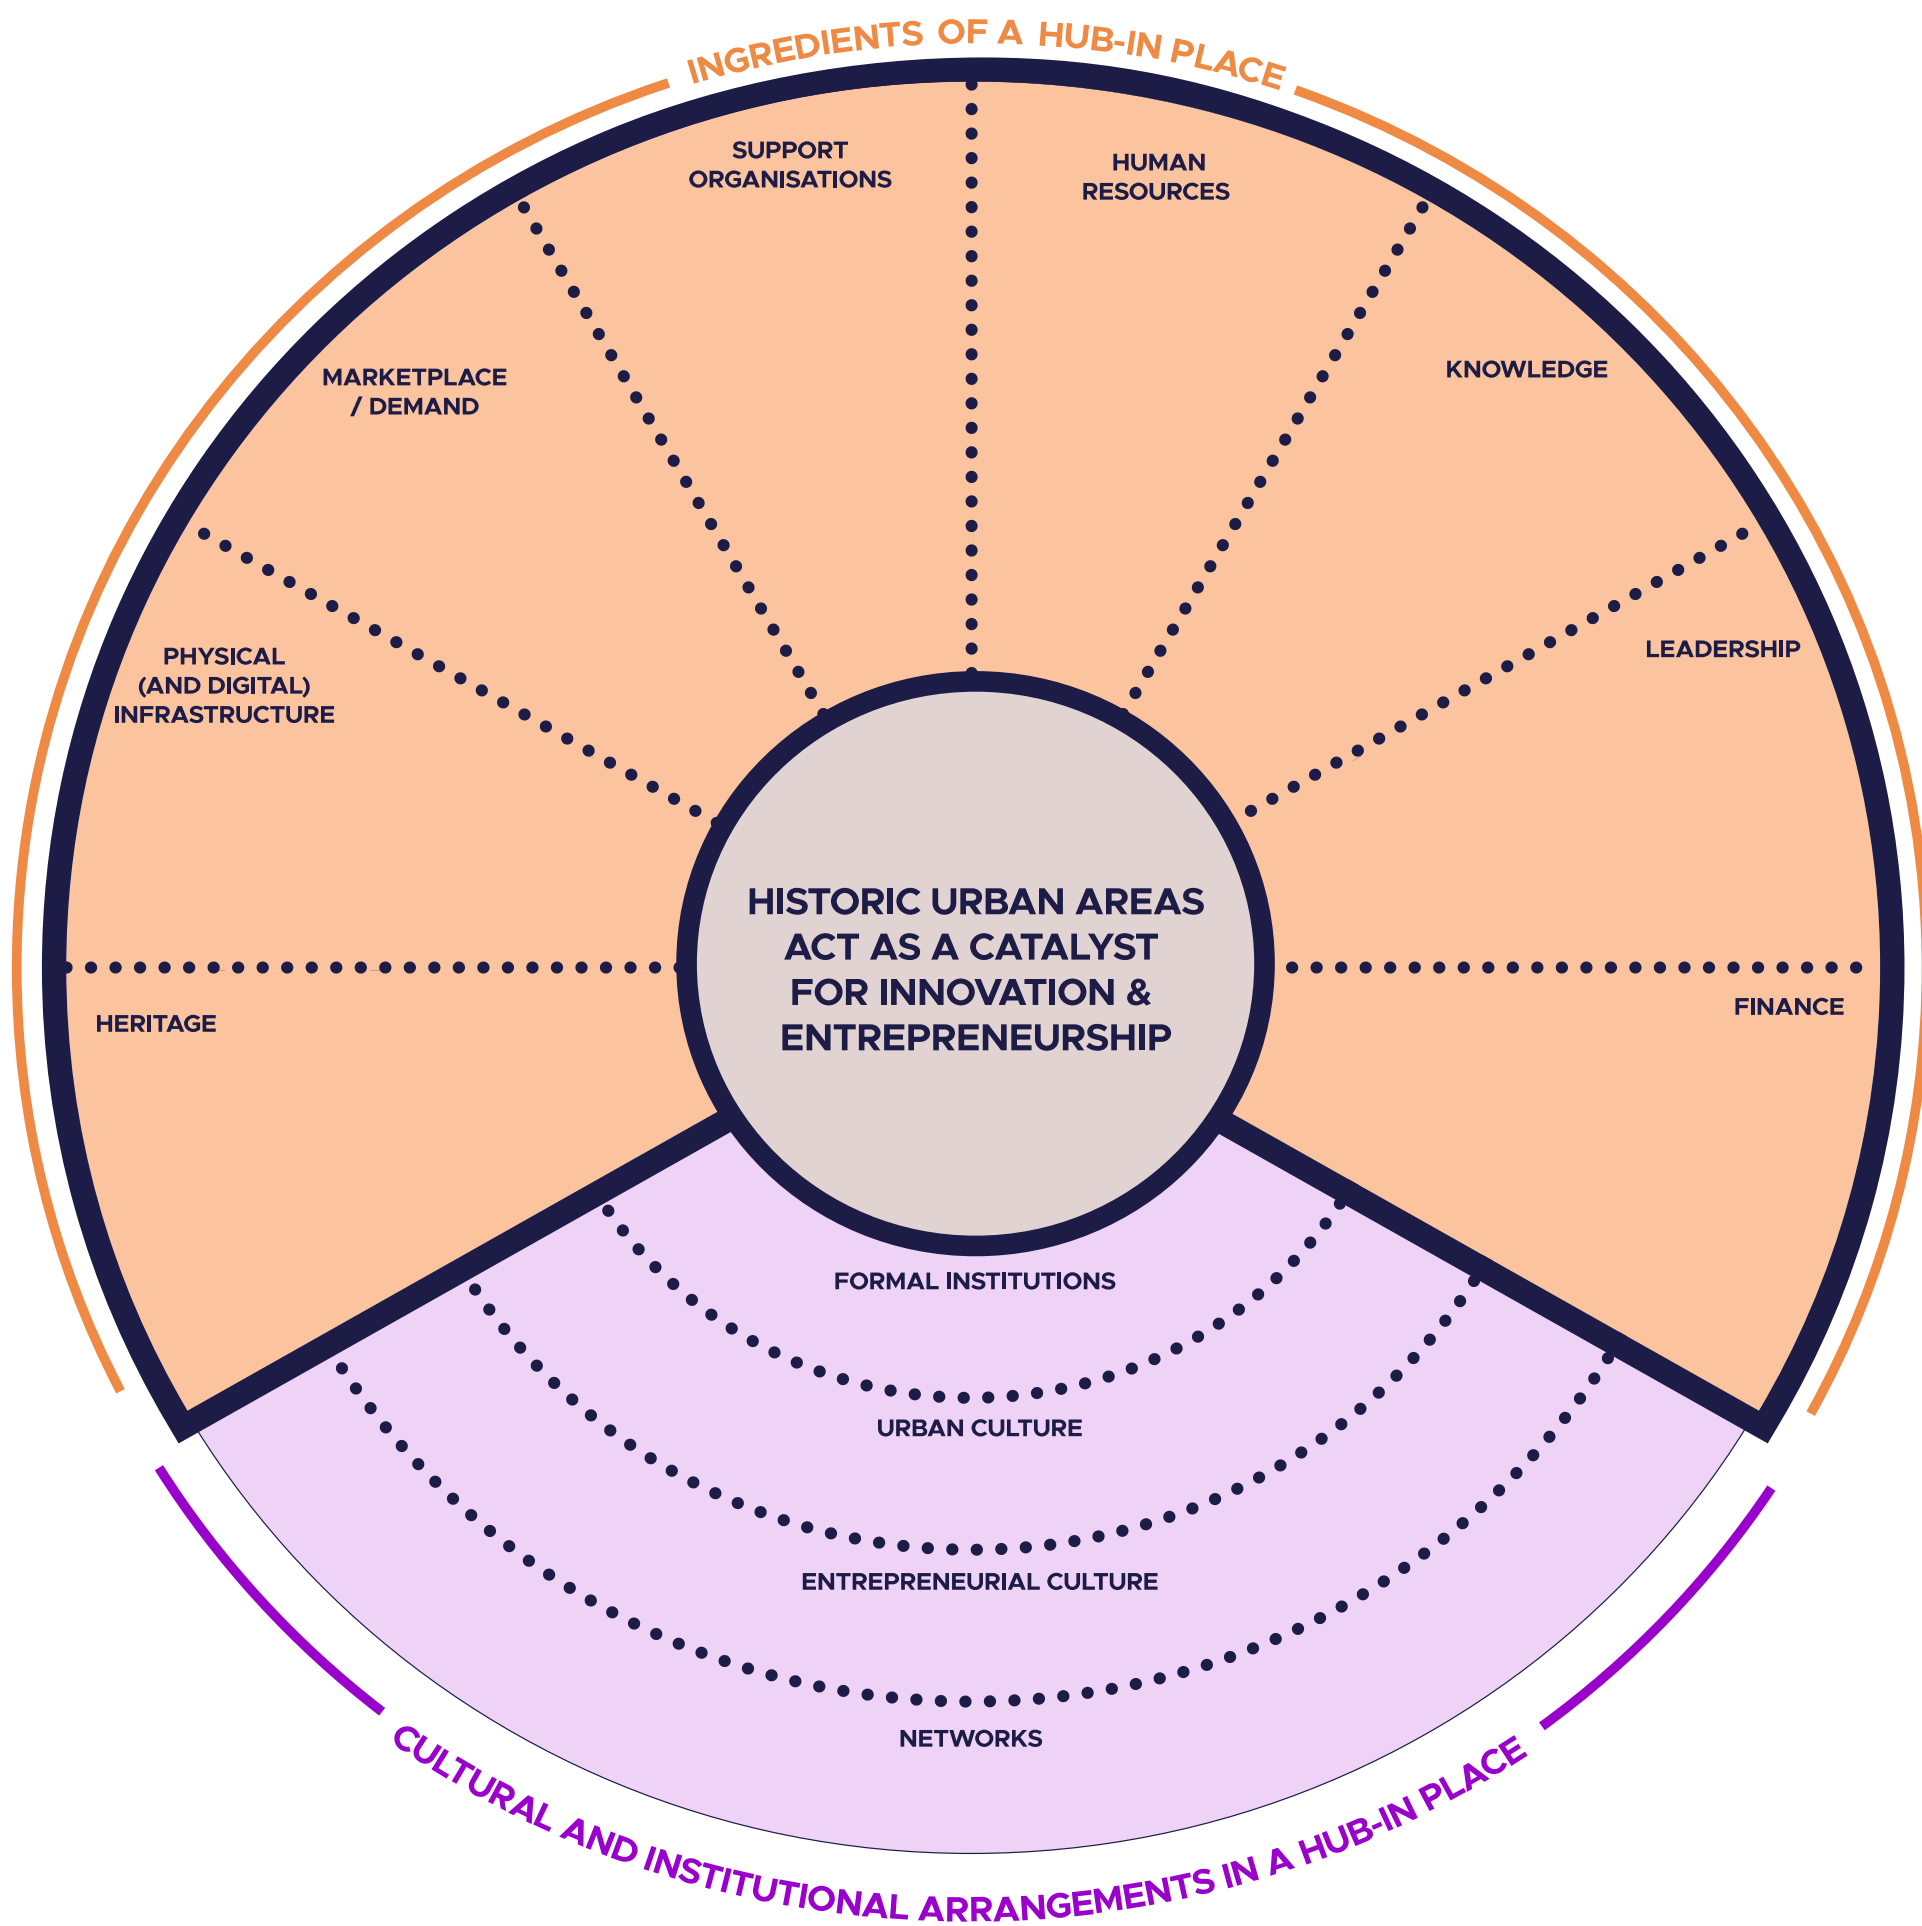 INGREDIENTS OF A HUB-IN PLACE
SUPPORT
ORGANISATIONS
HUMAN
RESOURCES
MARKETPLACE
/ DEMAND
KNOWLEDGE
PHYSICAL
(AND DIGITAL)
INFRASTRUCTURE
LEADERSHIP
HISTORIC URBAN AREAS
ACT AS A CATALYST
FOR INNOVATION &
ENTREPRENEURSHIP
HERITAGE
FINANCE
FORMAL INSTITUTIONS
URBAN CULTURE
ENTREPRENEURIAL CULTURE
NETWORKS
CULTURAL AND INSTITUTIONAL ARRANGEMENTS IN A HUB-IN PLACE